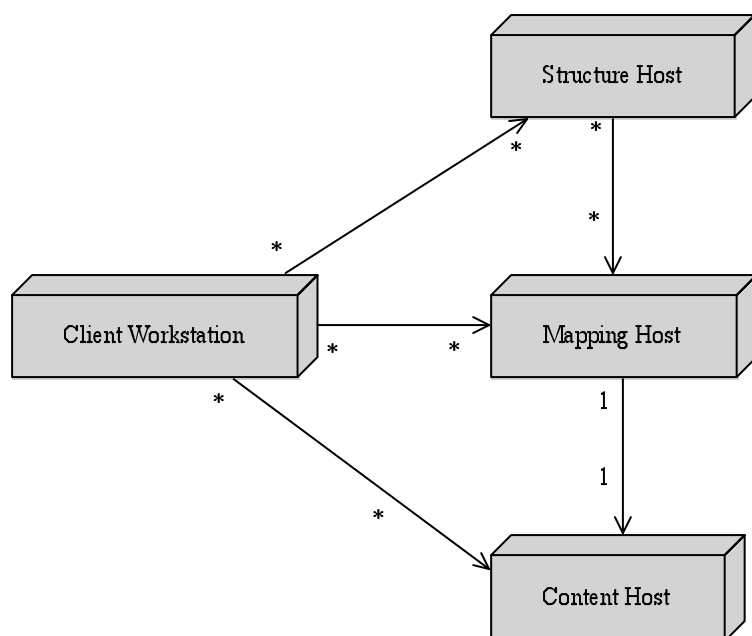 Structure Host
*
*
*
*
Client Workstation
Mapping Host
*
*
*
1
1
*
Content Host